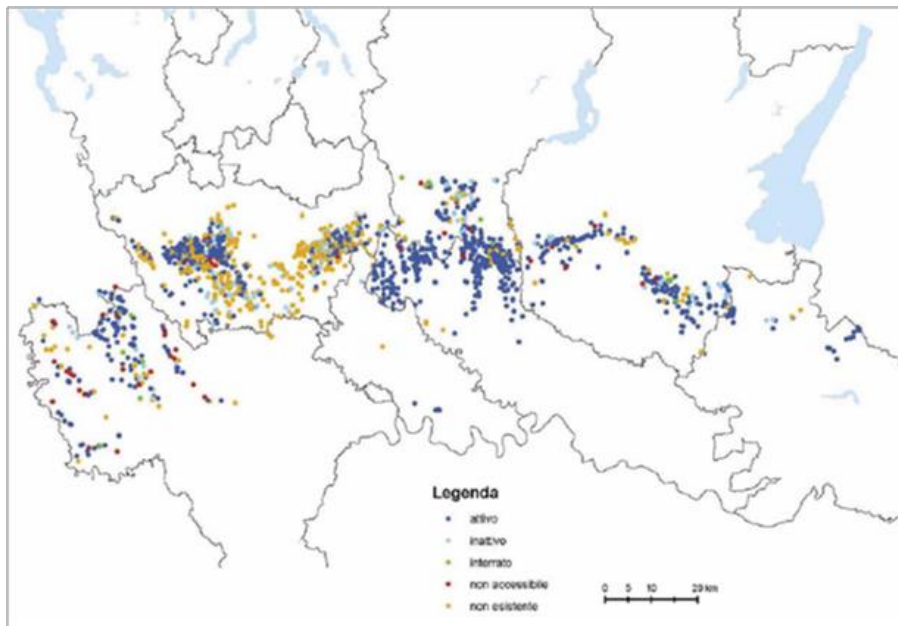 Legenda
attivo
inattivo
interrato
non accessibile
non esistente
0 5 10 20 km